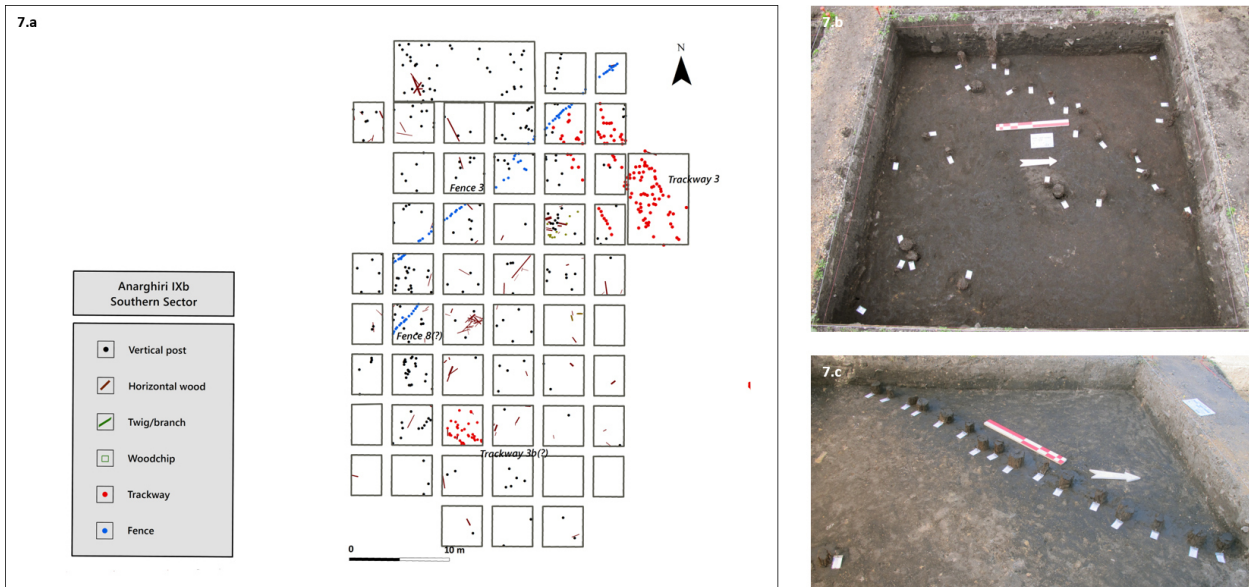 7.a
N
Trackway 3
Fence 3
Anarghiri IXb
Southern Sector
Vertical post
Horizontal wood
Twig/branch
Woodchip
Trackway
Fence
Fence 8(?)
Trackway 3b(?)
0
10 m
7.b
7.c